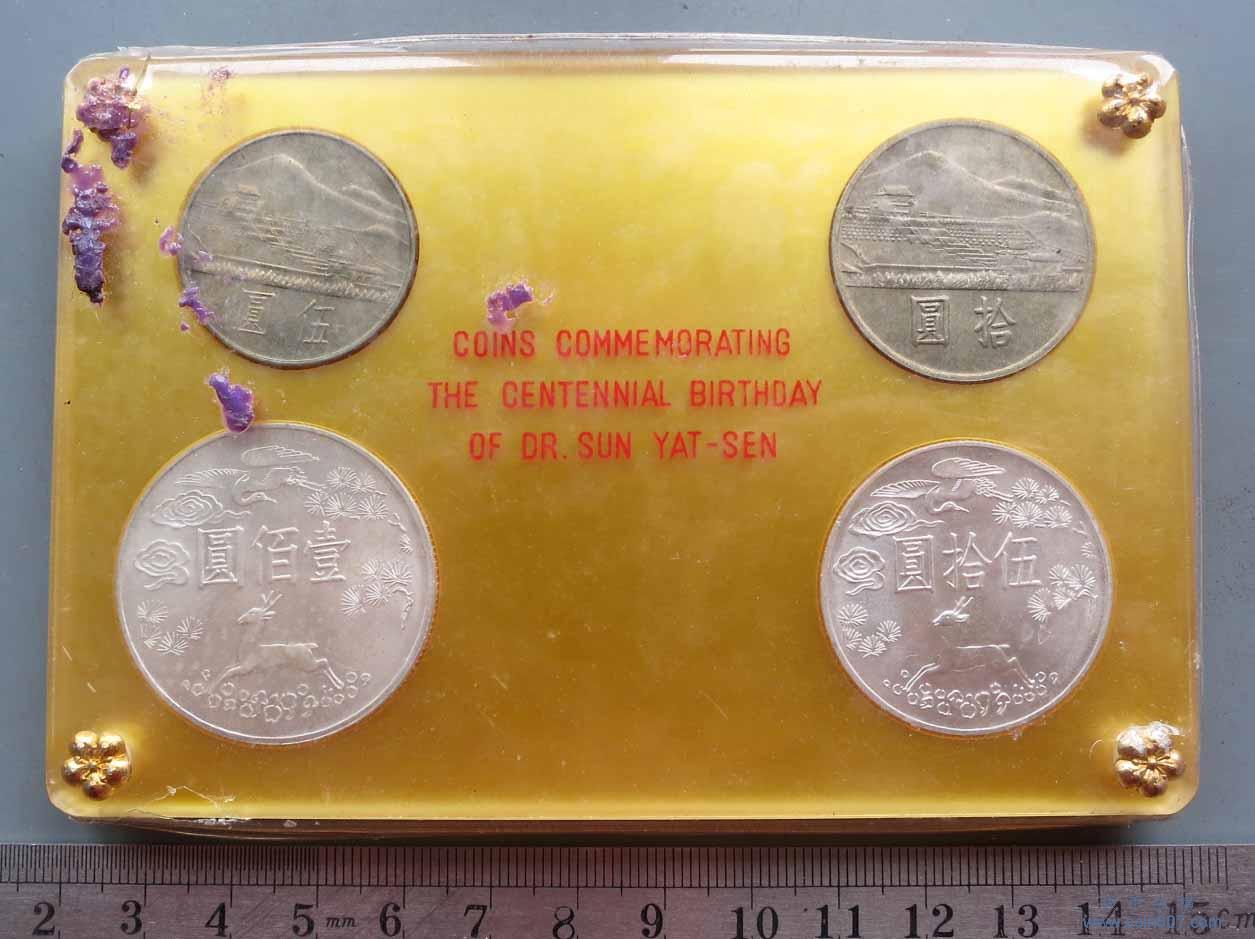 圓伍
圓拾
COINS COMMEMORATING
THE CENTENNIAL BIRTHDAY
OF DR. SUN YAT-SEN
圓佰壹
圓拾伍
2 3 4 5 mm 6 7 8 9 10 11 12 13 14 15 cm